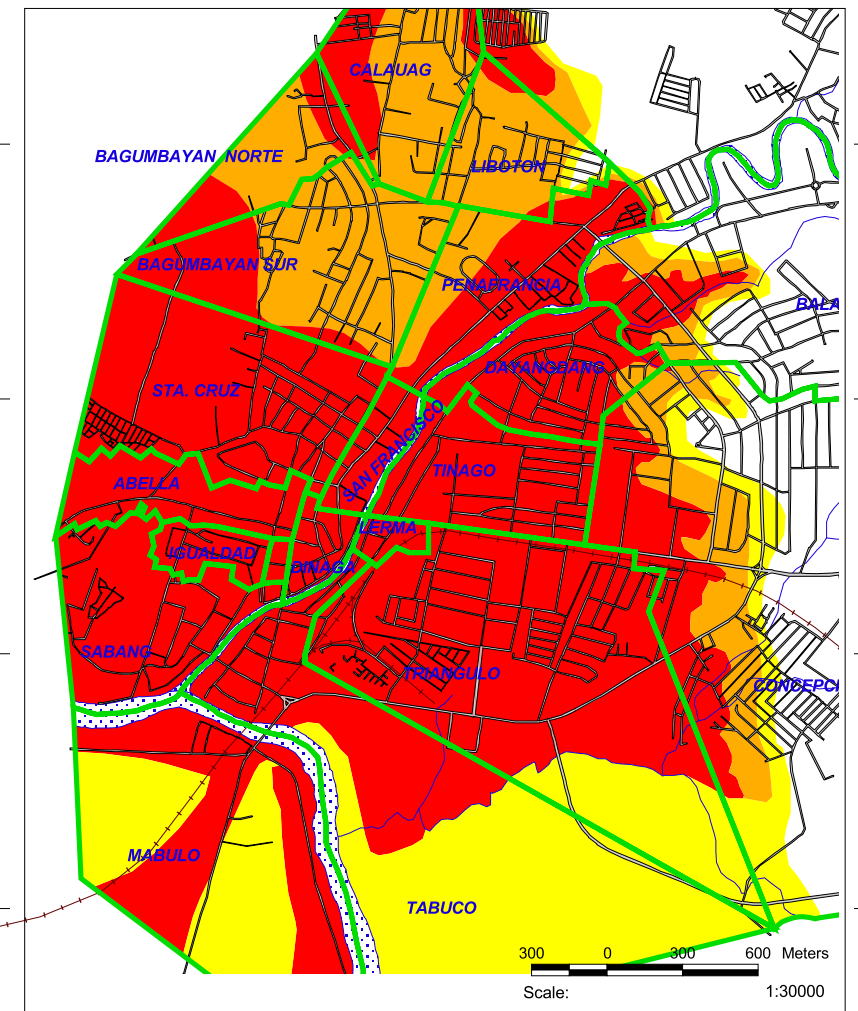 CALAUAG
BAGUMBAYAN NORTE
LIBOTON
BAGUMBAYAN SUR
PENAFRANCIA
BALA
DAYANGDANG
STA. CRUZ
SAN FRANCISCO
TINAGO
ABELLA
LERMA
IGUALDAD
DINAGA
SABANG
TRIANGULO
CONCEPCI
MABULO
TABUCO
300 0 300 600 Meters
Scale: 1:30000